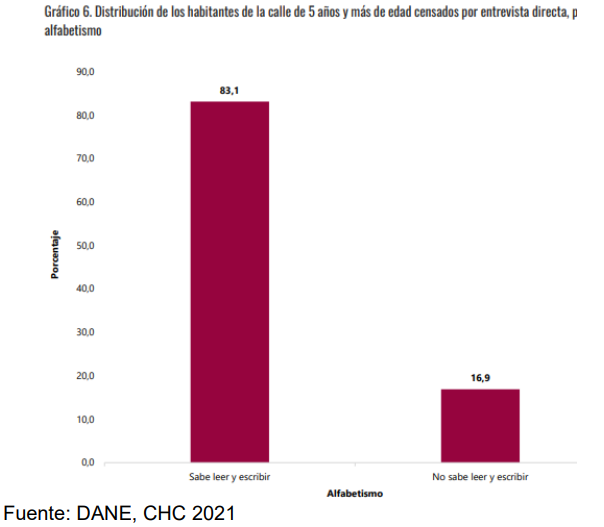 Gráfico 6. Distribución de los habitantes de la calle de 5 años y más de edad censados por entrevista directa, p
alfabetismo
90,0
83,1
80,0
70,0
60,0
50,0
Porcentaje
40,0
30,0
20,0
16,9
10,0
0,0
Sabe leer y escribir
No sabe leer y escribir
Alfabetismo
Fuente: DANE, CHC 2021